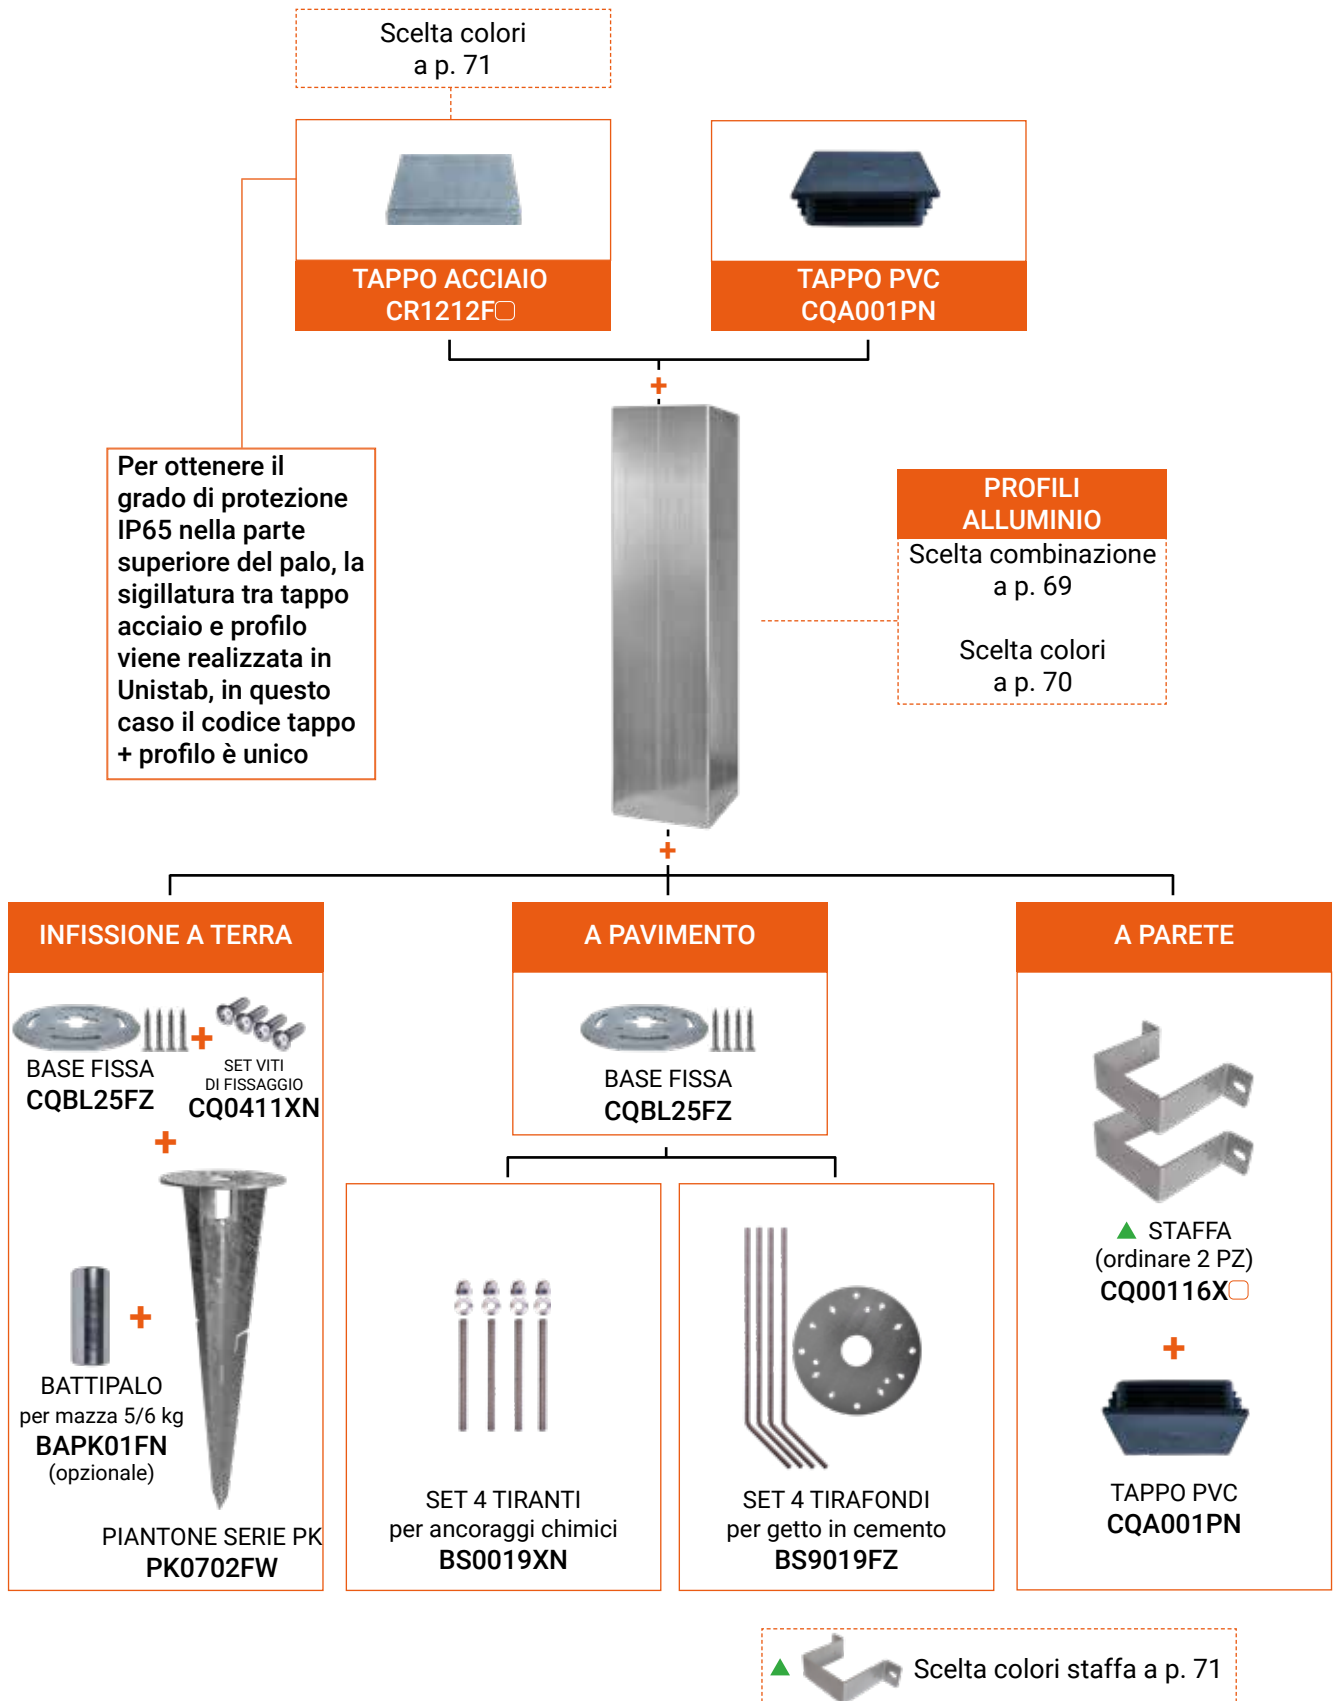 Scelta colori
a p. 71
TAPPO ACCIAIO
CR1212F▢
TAPPO PVC
CQA001PN
+
Per ottenere il
grado di protezione
IP65 nella parte
superiore del palo, la
sigillatura tra tappo
acciaio e profilo
viene realizzata in
Unistab, in questo
caso il codice tappo
+ profilo è unico
PROFILI
ALLUMINIO
Scelta combinazione
a p. 69
Scelta colori
a p. 70
+
INFISSIONE A TERRA
+
BASE FISSA
CQBL25FZ
SET VITI
DI FISSAGGIO
CQ0411XN
+
+
BATTIPALO
per mazza 5/6 kg
BAPK01FN
(opzionale)
PIANTONE SERIE PK
PK0702FW
A PAVIMENTO
BASE FISSA
CQBL25FZ
SET 4 TIRANTI
per ancoraggi chimici
BS0019XN
SET 4 TIRAFONDI
per getto in cemento
BS9019FZ
A PARETE
▲ STAFFA
(ordinare 2 PZ)
CQ00116X▢
+
TAPPO PVC
CQA001PN
▲ Scelta colori staffa a p. 71